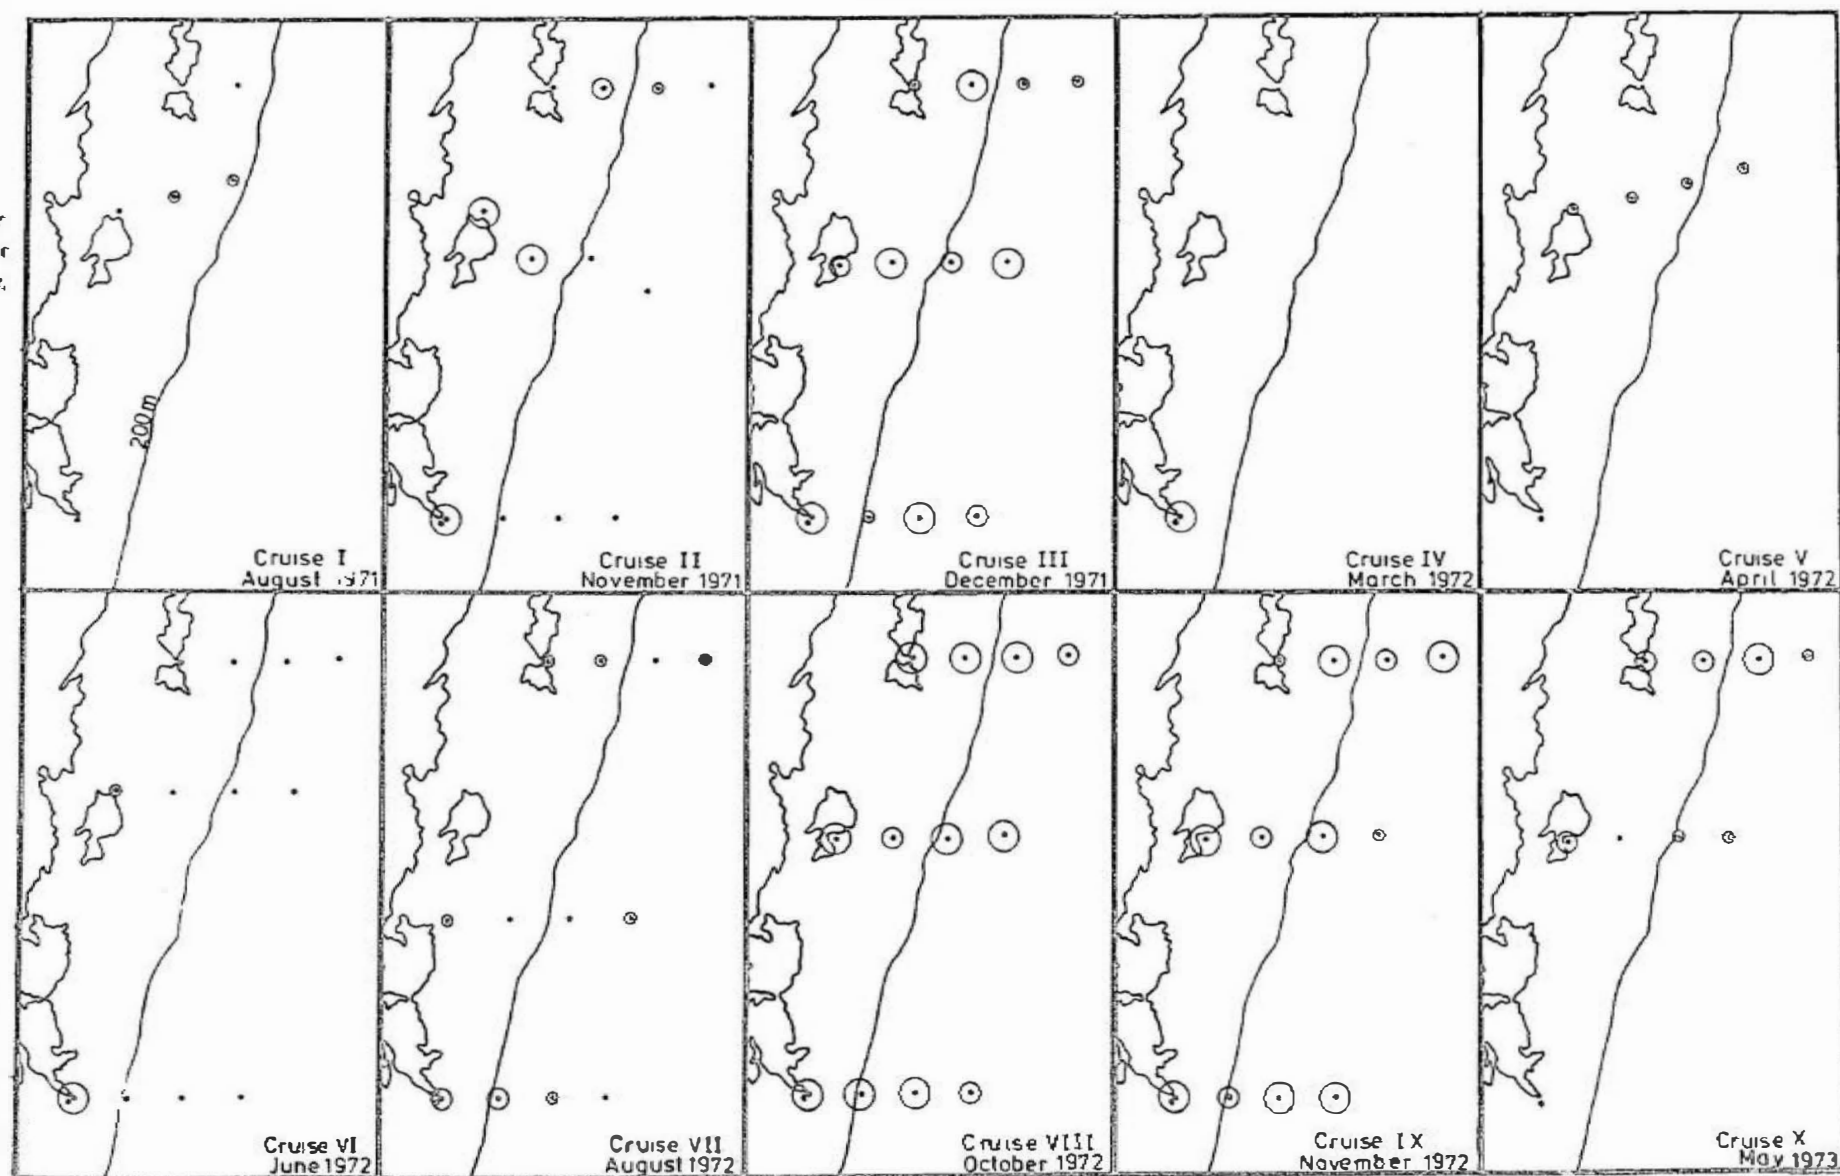 200m
Cruise I
August 1971
Cruise II
November 1971
Cruise III
December 1971
Cruise IV
March 1972
Cruise V
April 1972
Cruise VI
June 1972
Cruise VII
August 1972
Cruise VIII
October 1972
Cruise IX
November 1972
Cruise X
May 1973